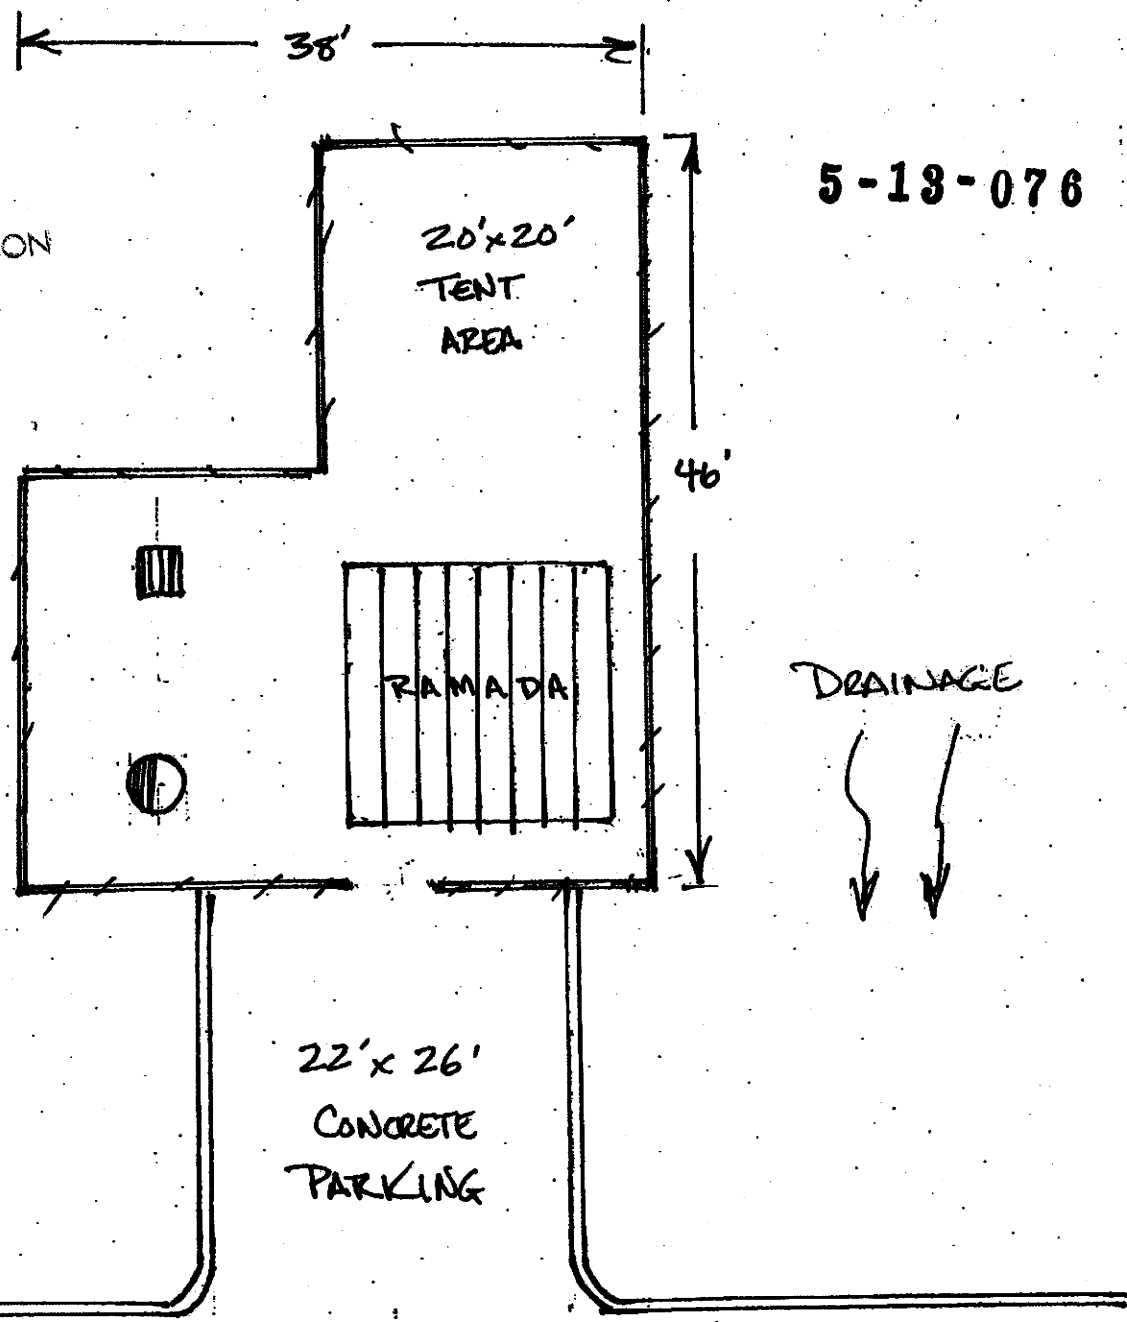 38'
5-13-076
ON
20'x20'
TENT
AREA
46'
RAMADA
DRAINAGE
22'x 26'
CONCRETE
PARKING